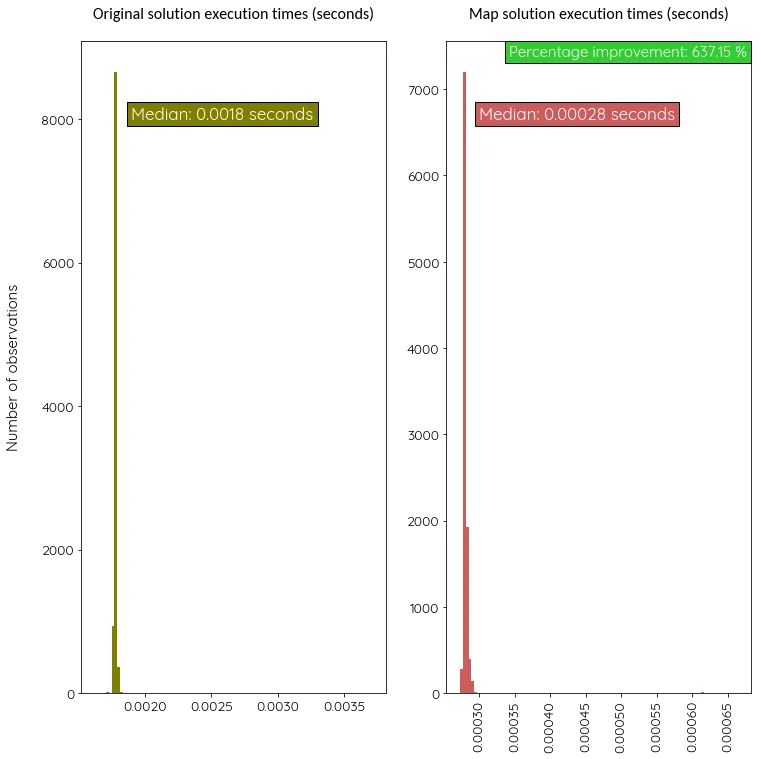 Original solution execution times (seconds)
Map solution execution times (seconds)
Percentage improvement: 637.15 %
Median: 0.0018 seconds
Median: 0.00028 seconds
Number of observations
8000
6000
4000
2000
0
0.0020 0.0025 0.0030 0.0035
7000
6000
5000
4000
3000
2000
1000
0
0.00030 0.00035 0.00040 0.00045 0.00050 0.00055 0.00060 0.00065